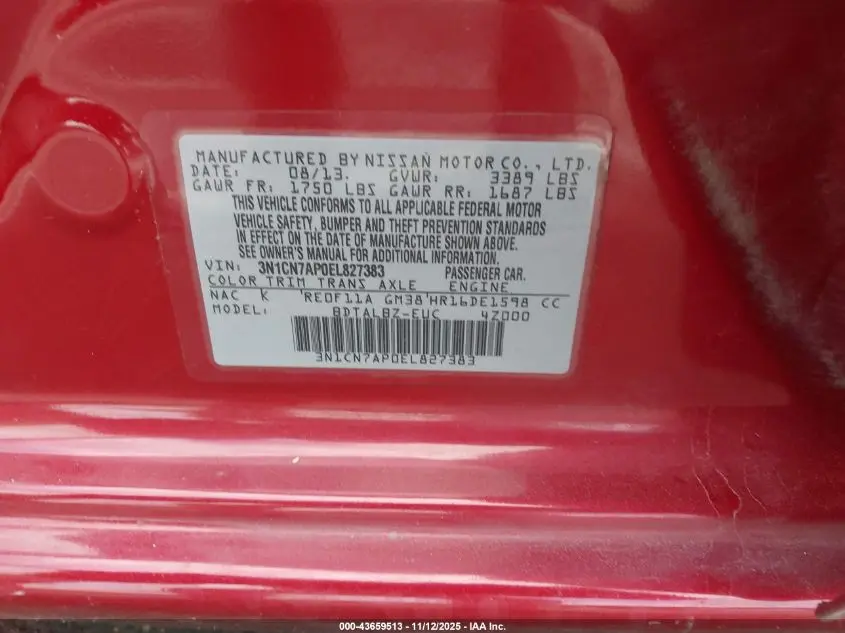 MANUFACTURED BY NISSAN MOTOR CO., LTD.
DATE: 08/13. GVWR: 3389 LBS
GAWR FR: 1750 LBS GAWR RR: 1687 LBS
THIS VEHICLE CONFORMS TO ALL APPLICABLE FEDERAL MOTOR
VEHICLE SAFETY, BUMPER AND THEFT PREVENTION STANDARDS
IN EFFECT ON THE DATE OF MANUFACTURE SHOWN ABOVE.
SEE OWNER'S MANUAL FOR ADDITIONAL INFORMATION.
VIN: 3N1CN7AP0EL827383 PASSENGER CAR.
COLOR TRIM TRANS AXLE ENGINE
NAC K 'RE0F11A GM38'HR16DE1598 CC
MODEL: BDTALBZ-EUC 4Z000
3N1CN7AP0EL827383
000-43659513 - 11/12/2025 - IAA Inc.